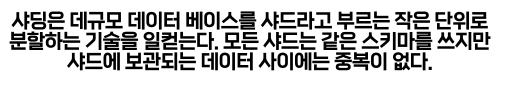 샤딩은 데규모 데이터 베이스를 샤드라고 부르는 작은 단위로
분할하는 기술을 일컫는다. 모든 샤드는 같은 스키마를 쓰지만
샤드에 보관되는 데이터 사이에는 중복이 없다.